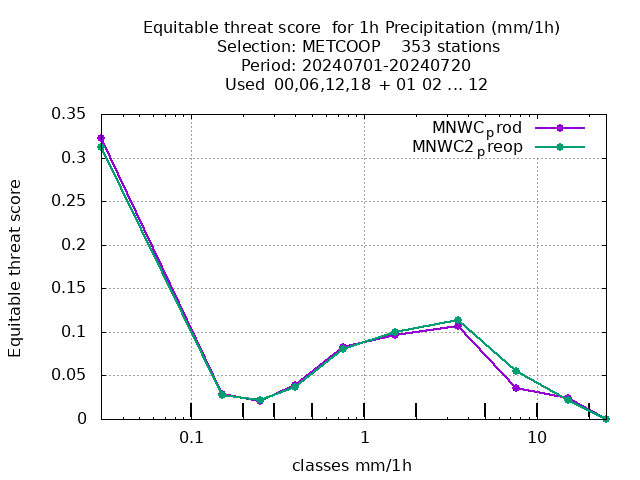 Equitable threat score  for 1h Precipitation (mm/1h)
Selection: METCOOP    353 stations
Period: 20240701-20240720
Used  00,06,12,18 + 01 02 ... 12
MNWCprod
MNWC2preop
0.35
0.3
0.25
0.2
0.15
0.1
0.05
0
Equitable threat score
0.1
1
10
classes mm/1h